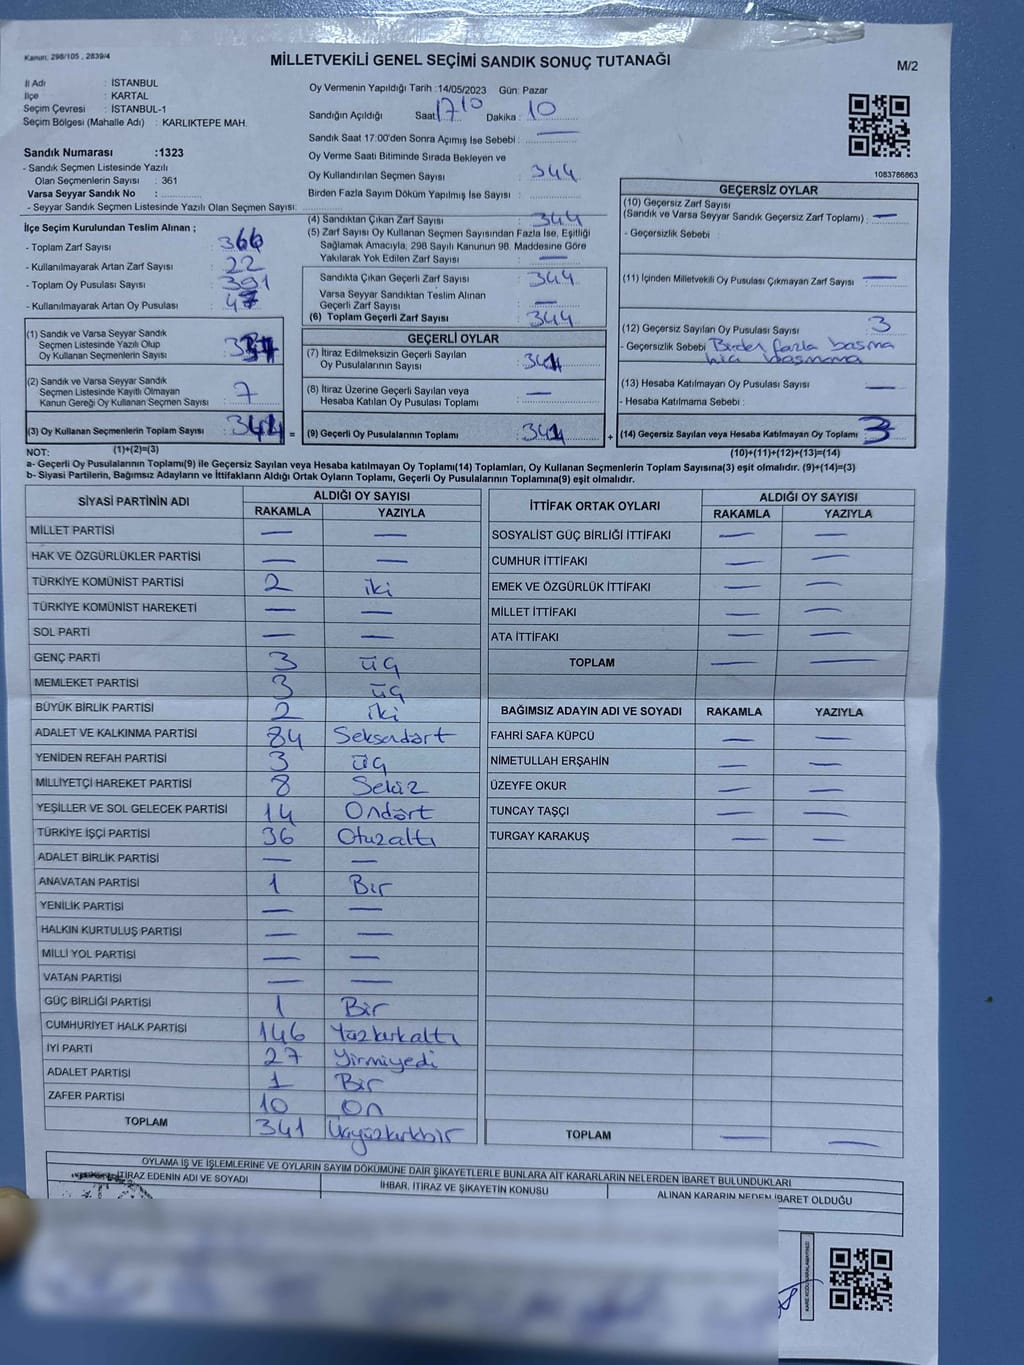 Kanun: 298/105 , 2839/4
MİLLETVEKİLİ GENEL SEÇİMİ SANDIK SONUÇ TUTANAĞI
M/2
İl Adı : İSTANBUL
İlçe : KARTAL
Seçim Çevresi : İSTANBUL-1
Seçim Bölgesi (Mahalle Adı) : KARLIKTEPE MAH.
Oy Vermenin Yapıldığı Tarih :14/05/2023 Gün: Pazar
Sandığın Açıldığı Saat 1710 Dakika : 10
Sandık Saat 17:00'den Sonra Açımış İse Sebebi : —
Oy Verme Saati Bitiminde Sırada Bekleyen ve
Oy Kullandırılan Seçmen Sayısı : 344
Birden Fazla Sayım Döküm Yapılmış İse Sayısı :
Sandık Numarası :1323
- Sandık Seçmen Listesinde Yazılı
Olan Seçmenlerin Sayısı : 361
Varsa Seyyar Sandık No :
- Seyyar Sandık Seçmen Listesinde Yazılı Olan Seçmen Sayısı:
İlçe Seçim Kurulundan Teslim Alınan ;
- Toplam Zarf Sayısı : 366
- Kullanılmayarak Artan Zarf Sayısı : 22
- Toplam Oy Pusulası Sayısı : 391
- Kullanılmayarak Artan Oy Pusulası : 47
(1) Sandık ve Varsa Seyyar Sandık
Seçmen Listesinde Yazılı Olup
Oy Kullanan Seçmenlerin Sayısı : 337
(2) Sandık ve Varsa Seyyar Sandık
Seçmen Listesinde Kayıtlı Olmayan
Kanun Gereği Oy Kullanan Seçmen Sayısı : 7
(3) Oy Kullanan Seçmenlerin Toplam Sayısı : 344 =
(1)+(2)=(3)
(4) Sandıktan Çıkan Zarf Sayısı : 344
(5) Zarf Sayısı Oy Kullanan Seçmen Sayısından Fazla İse, Eşitliği
Sağlamak Amacıyla, 298 Sayılı Kanunun 98. Maddesine Göre
Yakılarak Yok Edilen Zarf Sayısı : —
Sandıkta Çıkan Geçerli Zarf Sayısı : 344
Varsa Seyyar Sandıktan Teslim Alınan
Geçerli Zarf Sayısı : —
(6) Toplam Geçerli Zarf Sayısı : 344
GEÇERLİ OYLAR
(7) İtiraz Edilmeksizin Geçerli Sayılan
Oy Pusulasının Sayısı : 341
(8) İtiraz Üzerine Geçerli Sayılan veya
Hesaba Katılan Oy Pusulası Toplamı : —
(9) Geçerli Oy Pusulalarının Toplamı : 341 +
1083786863
GEÇERSİZ OYLAR
(10) Geçersiz Zarf Sayısı
(Sandık ve Varsa Seyyar Sandık Geçersiz Zarf Toplamı) : —
- Geçersizlik Sebebi :
(11) İçinden Milletvekili Oy Pusulası Çıkmayan Zarf Sayısı : —
(12) Geçersiz Sayılan Oy Pusulası Sayısı : 3
- Geçersizlik Sebebi : Birden fazla basma
hiç basmama
(13) Hesaba Katılmayan Oy Pusulası Sayısı : —
- Hesaba Katılmama Sebebi :
(14) Geçersiz Sayılan veya Hesaba Katılmayan Oy Toplamı : 3
(10)+(11)+(12)+(13)=(14)
NOT:
a- Geçerli Oy Pusulalarının Toplamı(9) ile Geçersiz Sayılan veya Hesaba katılmayan Oy Toplamı(14) Toplamları, Oy Kullanan Seçmenlerin Toplam Sayısına(3) eşit olmalıdır. (9)+(14)=(3)
b- Siyasi Partilerin, Bağımsız Adayların ve İttifakların Aldığı Ortak Oyların Toplamı, Geçerli Oy Pusulalarının Toplamına(9) eşit olmalıdır.
SİYASİ PARTİNİN ADI ALDIĞI OY SAYISI
RAKAMLA YAZIYLA
MİLLET PARTİSİ — —
HAK VE ÖZGÜRLÜKLER PARTİSİ — —
TÜRKİYE KOMÜNİST PARTİSİ 2 iki
TÜRKİYE KOMÜNİST HAREKETİ — —
SOL PARTİ — —
GENÇ PARTİ 3 üç
MEMLEKET PARTİSİ 3 üç
BÜYÜK BİRLİK PARTİSİ 2 iki
ADALET VE KALKINMA PARTİSİ 84 Seksendört
YENİDEN REFAH PARTİSİ 3 üç
MİLLİYETÇİ HAREKET PARTİSİ 8 Sekiz
YEŞİLLER VE SOL GELECEK PARTİSİ 14 Ondört
TÜRKİYE İŞÇİ PARTİSİ 36 Otuzaltı
ADALET BİRLİK PARTİSİ — —
ANAVATAN PARTİSİ 1 Bir
YENİLİK PARTİSİ — —
HALKIN KURTULUŞ PARTİSİ — —
MİLLİ YOL PARTİSİ — —
VATAN PARTİSİ — —
GÜÇ BİRLİĞİ PARTİSİ 1 Bir
CUMHURİYET HALK PARTİSİ 146 Yüzkırkaltı
İYİ PARTİ 27 Yirmiyedi
ADALET PARTİSİ 1 Bir
ZAFER PARTİSİ 10 On
TOPLAM 341 Üçyüzkırkbir
İTTİFAK ORTAK OYLARI ALDIĞI OY SAYISI
RAKAMLA YAZIYLA
SOSYALİST GÜÇ BİRLİĞİ İTTİFAKI — —
CUMHUR İTTİFAKI — —
EMEK VE ÖZGÜRLÜK İTTİFAKI — —
MİLLET İTTİFAKI — —
ATA İTTİFAKI — —
TOPLAM — —
BAĞIMSIZ ADAYIN ADI VE SOYADI RAKAMLA YAZIYLA
FAHRİ SAFA KÜPCÜ — —
NİMETULLAH ERŞAHİN — —
ÜZEYFE OKUR — —
TUNCAY TAŞÇI — —
TURGAY KARAKUŞ — —
TOPLAM — —
OYLAMA İŞ VE İŞLEMLERİNE VE OYLARIN SAYIM DÖKÜMÜNE DAİR ŞİKAYETLERLE BUNLARA AİT KARARLARIN NELERDEN İBARET BULUNDUKLARI
İTİRAZ EDENİN ADI VE SOYADI
İHBAR, İTİRAZ VE ŞİKAYETİN KONUSU
ALINAN KARARIN NEDEN İBARET OLDUĞU